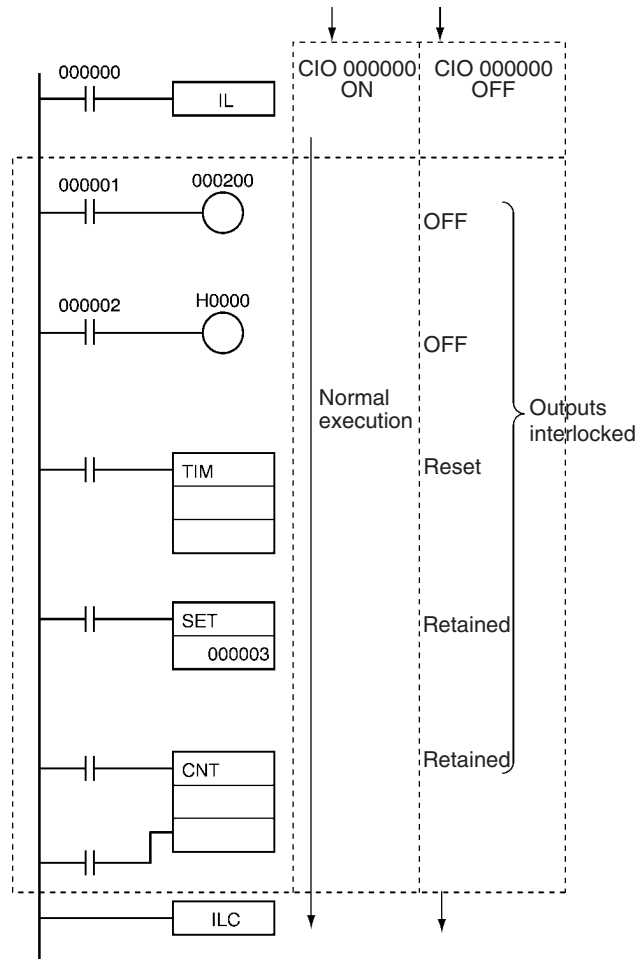 000000
IL
CIO 000000
ON
CIO 000000
OFF
000001
000200
OFF
000002
H0000
OFF
Normal
execution
Outputs
interlocked
TIM
Reset
SET
000003
Retained
CNT
Retained
ILC